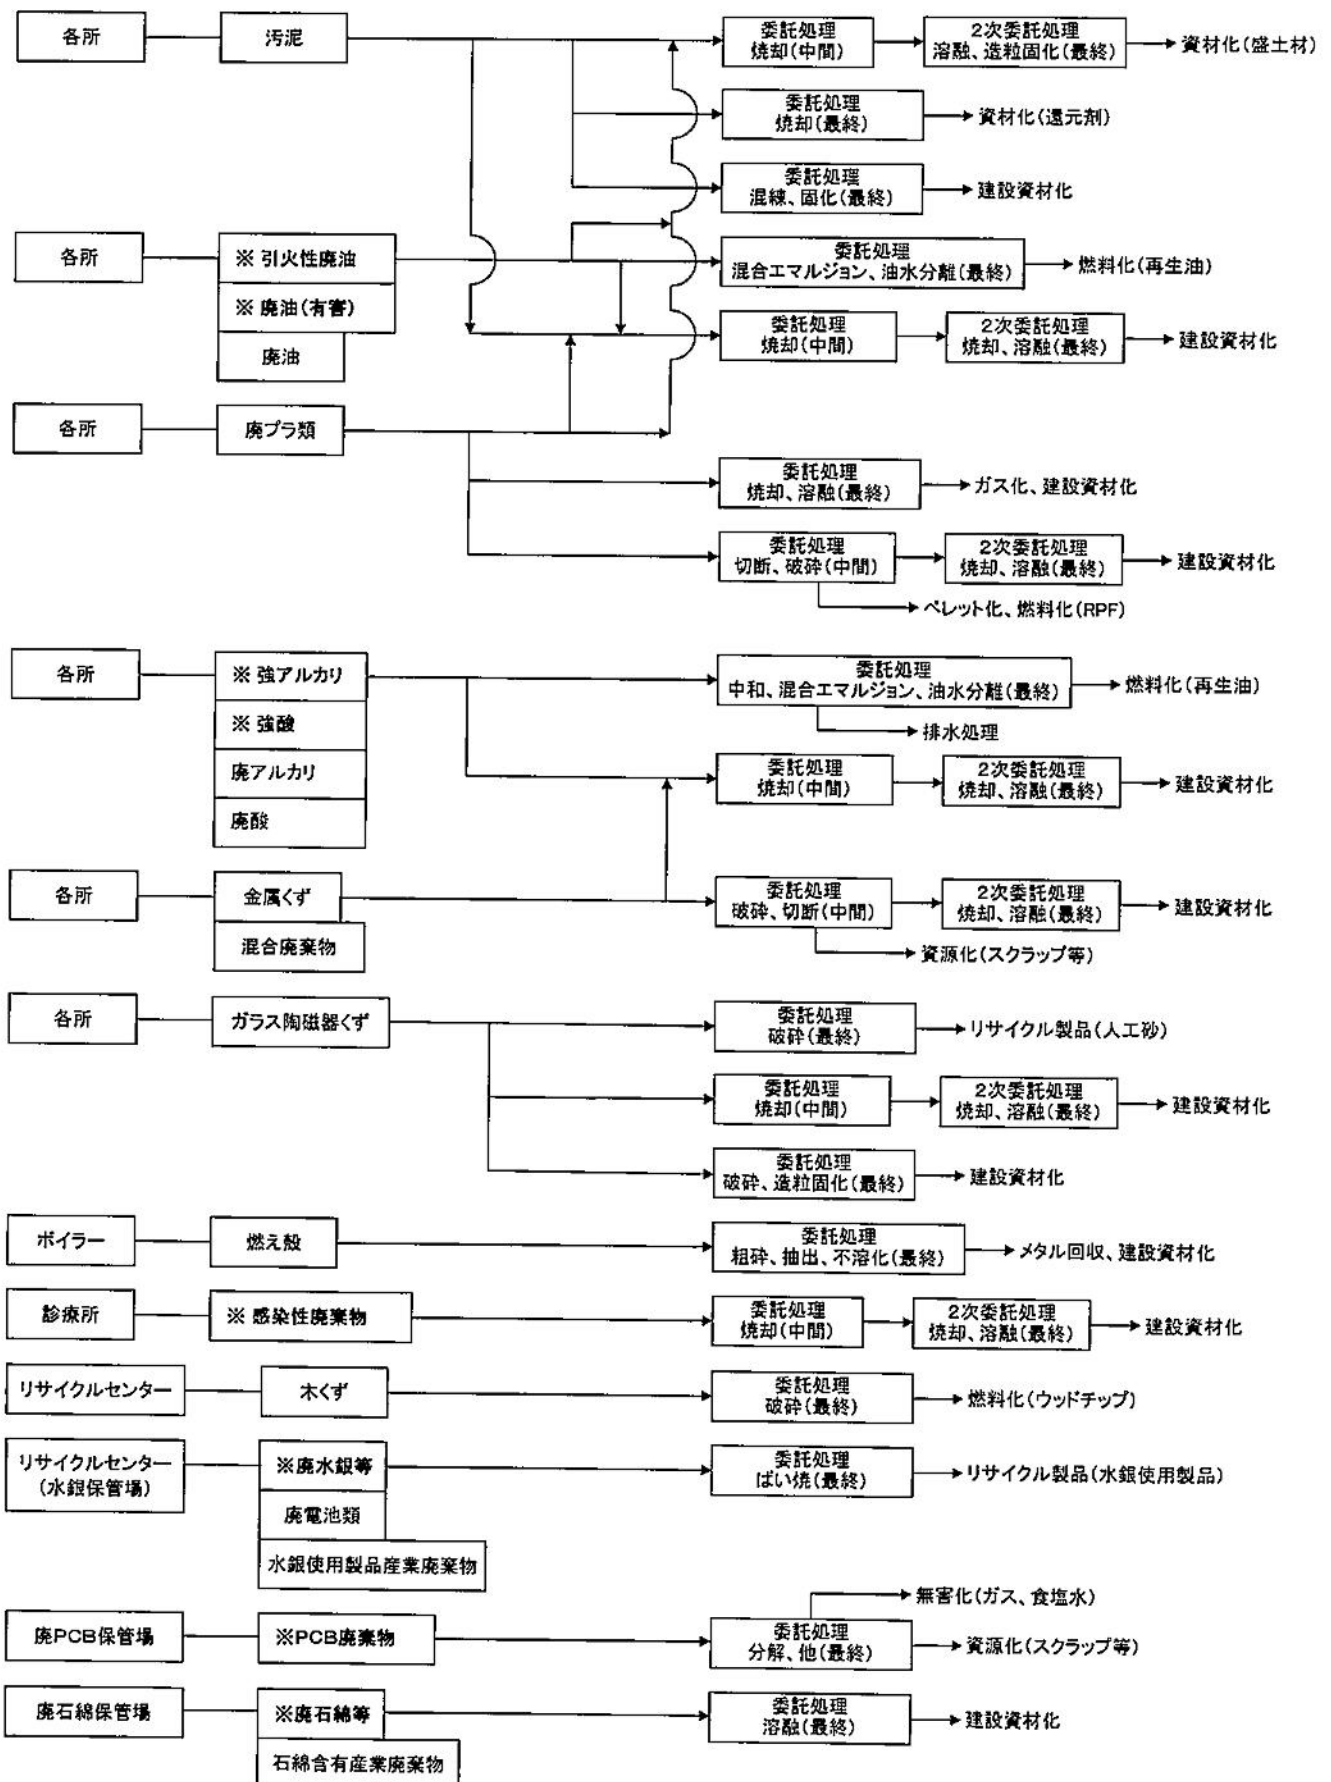 各所
汚泥
委託処理
焼却(中間)
2次委託処理
溶融、造粒固化(最終)
資材化(盛土材)
委託処理
焼却(最終)
資材化(還元剤)
委託処理
混練、固化(最終)
建設資材化
各所
※ 引火性廃油
※ 廃油(有害)
廃油
委託処理
混合エマルジョン、油水分離(最終)
燃料化(再生油)
委託処理
焼却(中間)
2次委託処理
焼却、溶融(最終)
建設資材化
各所
廃プラ類
委託処理
焼却、溶融(最終)
ガス化、建設資材化
委託処理
切断、破砕(中間)
2次委託処理
焼却、溶融(最終)
建設資材化
ペレット化、燃料化(RPF)
各所
※ 強アルカリ
※ 強酸
廃アルカリ
廃酸
委託処理
中和、混合エマルジョン、油水分離(最終)
燃料化(再生油)
排水処理
委託処理
焼却(中間)
2次委託処理
焼却、溶融(最終)
建設資材化
各所
金属くず
混合廃棄物
委託処理
破砕、切断(中間)
2次委託処理
焼却、溶融(最終)
建設資材化
資源化(スクラップ等)
各所
ガラス陶磁器くず
委託処理
破砕(最終)
リサイクル製品(人工砂)
委託処理
焼却(中間)
2次委託処理
焼却、溶融(最終)
建設資材化
委託処理
破砕、造粒固化(最終)
建設資材化
ボイラー
燃え殻
委託処理
粗砕、抽出、不溶化(最終)
メタル回収、建設資材化
診療所
※ 感染性廃棄物
委託処理
焼却(中間)
2次委託処理
焼却、溶融(最終)
建設資材化
リサイクルセンター
木くず
委託処理
破砕(最終)
燃料化(ウッドチップ)
リサイクルセンター
(水銀保管場)
※廃水銀等
廃電池類
水銀使用製品産業廃棄物
委託処理
ばい焼(最終)
リサイクル製品(水銀使用製品)
廃PCB保管場
※PCB廃棄物
委託処理
分解、他(最終)
無害化(ガス、食塩水)
資源化(スクラップ等)
廃石綿保管場
※廃石綿等
石綿含有産業廃棄物
委託処理
溶融(最終)
建設資材化